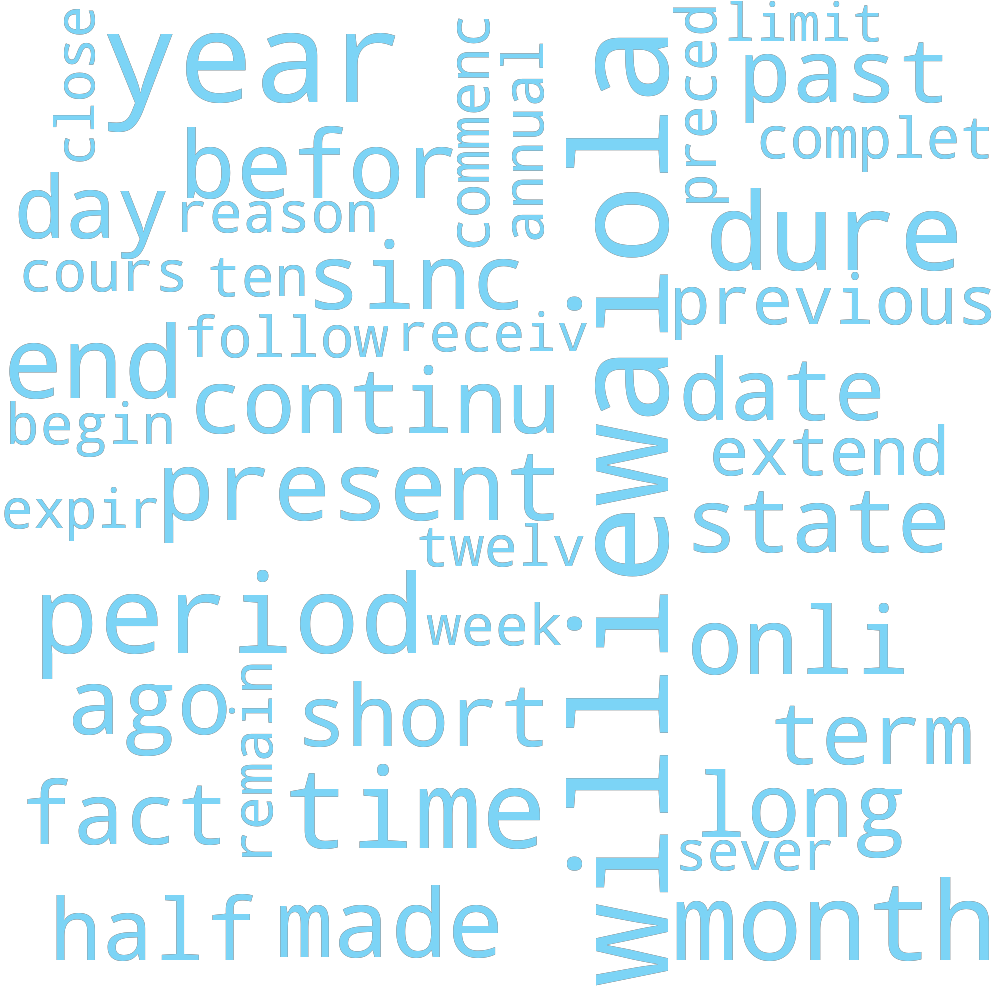 close
year
commenc
annual
williewaiola
preced
limit
past
complet
befor
day
reason
dure
cours
ten
sinc
previous
follow
receiv
end
continu
date
begin
extend
present
expir
state
twelv
period
week
onli
ago
remain
short
term
fact
time
long
sever
half
made
month